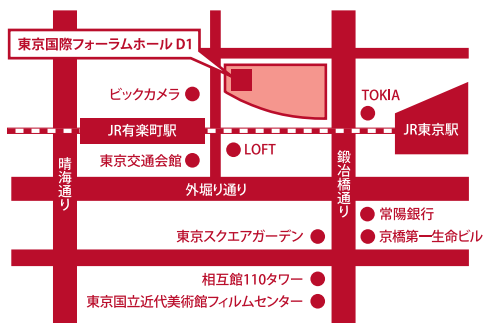 東京国際フォーラムホール D1
ビックカメラ
TOKIA
JR有楽町駅
JR東京駅
東京交通会館
LOFT
晴海通り
鍛冶橋通り
外堀り通り
常陽銀行
東京スクエアガーデン
京橋第一生命ビル
相互館110タワー
東京国立近代美術館フィルムセンター